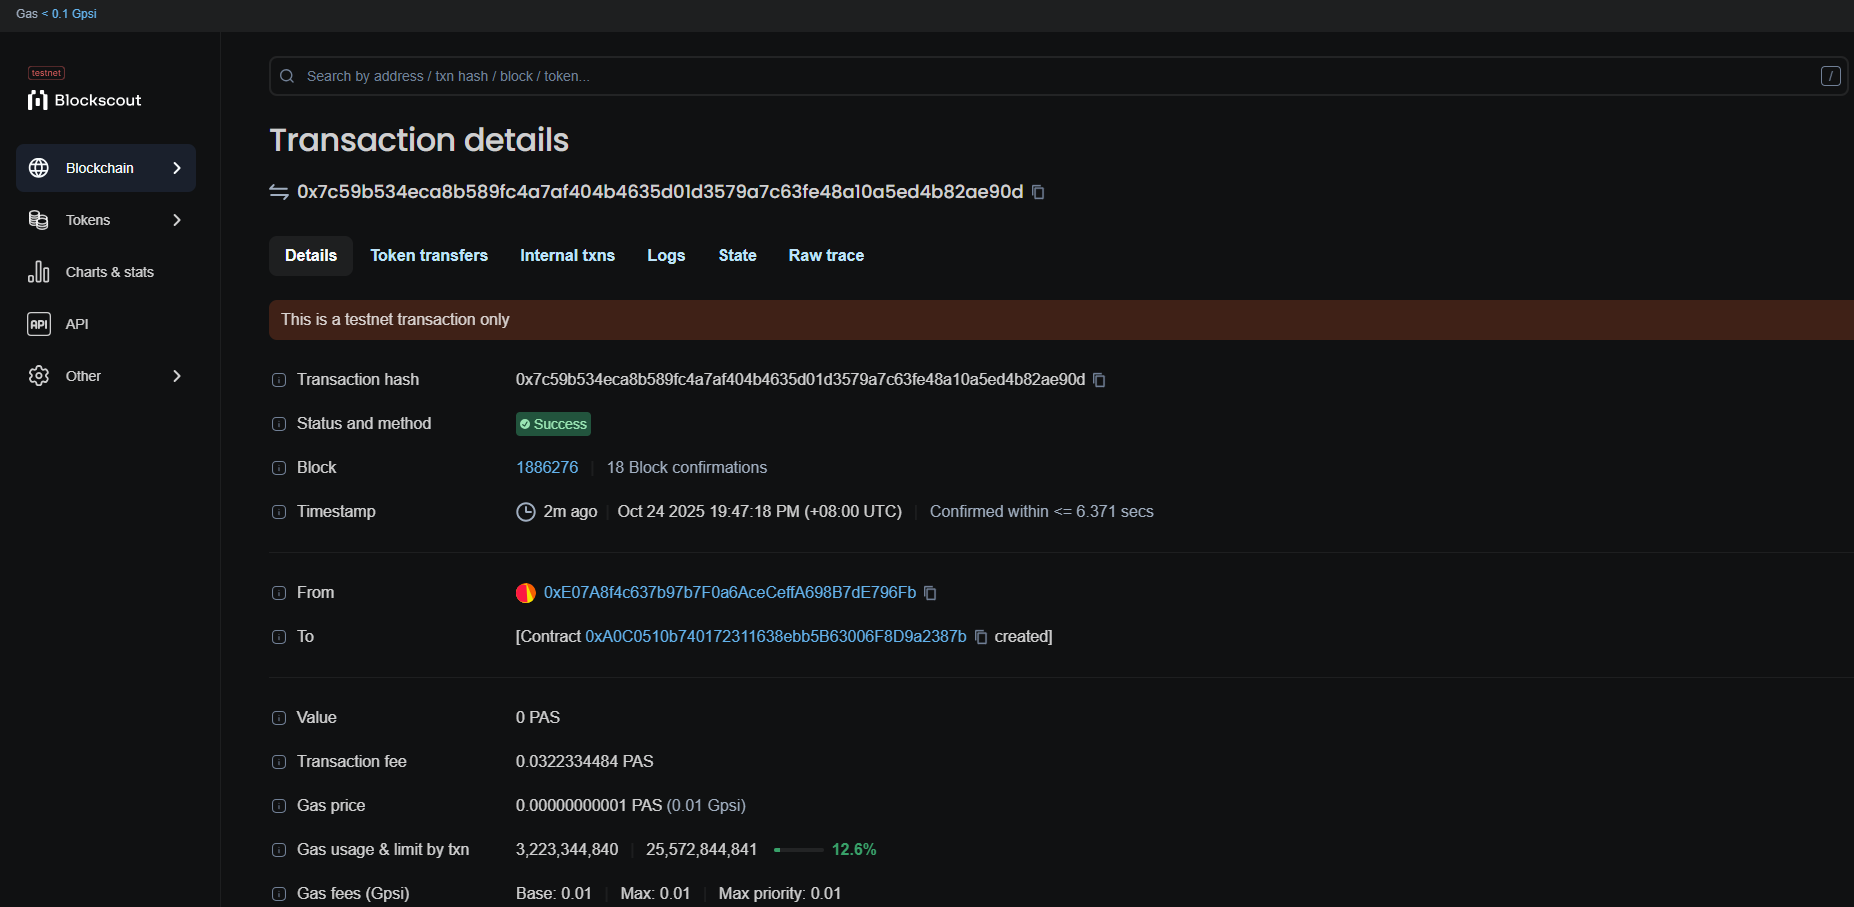 Gas < 0.1 Gpsi
testnet
Blockscout
Search by address / txn hash / block / token...
/
Blockchain
Tokens
Charts & stats
API API
Other
Transaction details
0x7c59b534eca8b589fc4a7af404b4635d01d3579a7c63fe48a10a5ed4b82ae90d
Details Token transfers Internal txns Logs State Raw trace
This is a testnet transaction only
Transaction hash 0x7c59b534eca8b589fc4a7af404b4635d01d3579a7c63fe48a10a5ed4b82ae90d
Status and method Success
Block 1886276 18 Block confirmations
Timestamp 2m ago Oct 24 2025 19:47:18 PM (+08:00 UTC) Confirmed within <= 6.371 secs
From 0xE07A8f4c637b97b7F0a6AceCeffA698B7dE796Fb
To [Contract 0xA0C0510b740172311638ebb5B63006F8D9a2387b created]
Value 0 PAS
Transaction fee 0.0322334484 PAS
Gas price 0.00000000001 PAS (0.01 Gpsi)
Gas usage & limit by txn 3,223,344,840 25,572,844,841 12.6%
Gas fees (Gpsi) Base: 0.01 Max: 0.01 Max priority: 0.01